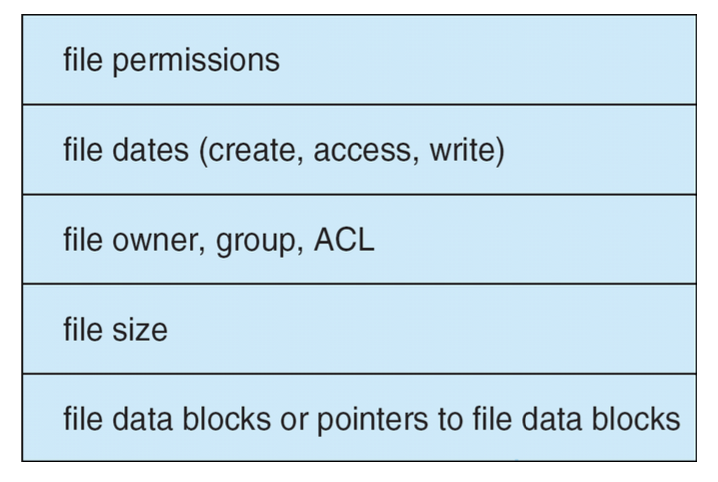 file permissions
file dates (create, access, write)
file owner, group, ACL
file size
file data blocks or pointers to file data blocks